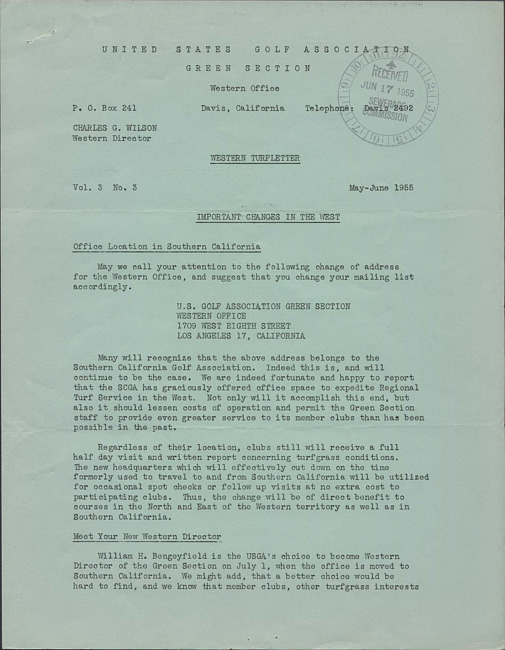 UNITED STATES GOLF ASSOCIATION
GREEN SECTION
Western Office
P. O. Box 241 Davis, California Telephone: Davis 2492
RECEIVED
JUN 17 1955
SEWERAGE
COMMISSION
CHARLES G. WILSON
Western Director
WESTERN TURFLETTER
Vol. 3 No. 3 May-June 1955
IMPORTANT CHANGES IN THE WEST
Office Location in Southern California
May we call your attention to the following change of address
for the Western Office, and suggest that you change your mailing list
accordingly.
U.S. GOLF ASSOCIATION GREEN SECTION
WESTERN OFFICE
1709 WEST EIGHTH STREET
LOS ANGELES 17, CALIFORNIA
Many will recognize that the above address belongs to the
Southern California Golf Association. Indeed this is, and will
continue to be the case. We are indeed fortunate and happy to report
that the SCGA has graciously offered office space to expedite Regional
Turf Service in the West. Not only will it accomplish this end, but
also it should lessen costs of operation and permit the Green Section
staff to provide even greater service to its member clubs than has been
possible in the past.
Regardless of their location, clubs still will receive a full
half day visit and written report concerning turfgrass conditions.
The new headquarters which will effectively cut down on the time
formerly used to travel to and from Southern California will be utilized
for occasional spot checks or follow up visits at no extra cost to
participating clubs. Thus, the change will be of direct benefit to
courses in the North and East of the Western territory as well as in
Southern California.
Meet Your New Western Director
William H. Bengeyfield is the USGA's choice to become Western
Director of the Green Section on July 1, when the office is moved to
Southern California. We might add, that a better choice would be
hard to find, and we know that member clubs, other turfgrass interests